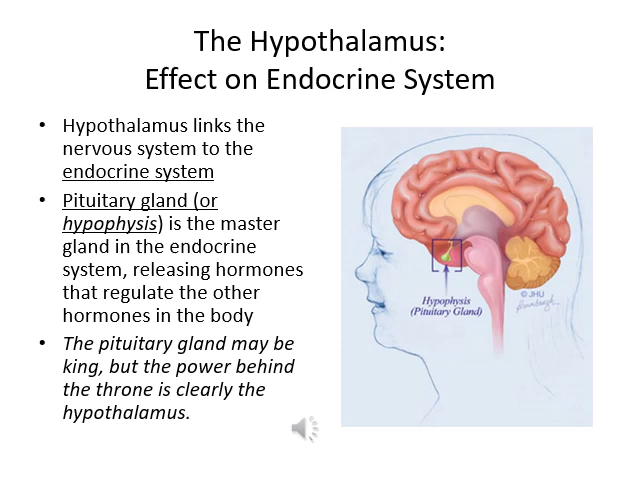 The Hypothalamus:
Effect on Endocrine System
• Hypothalamus links the
nervous system to the
endocrine system
• Pituitary gland (or
hypophysis) is the master
gland in the endocrine
system, releasing hormones
that regulate the other
hormones in the body
• The pituitary gland may be
king, but the power behind
the throne is clearly the
hypothalamus.
Hypophysis
(Pituitary Gland)
© JHU